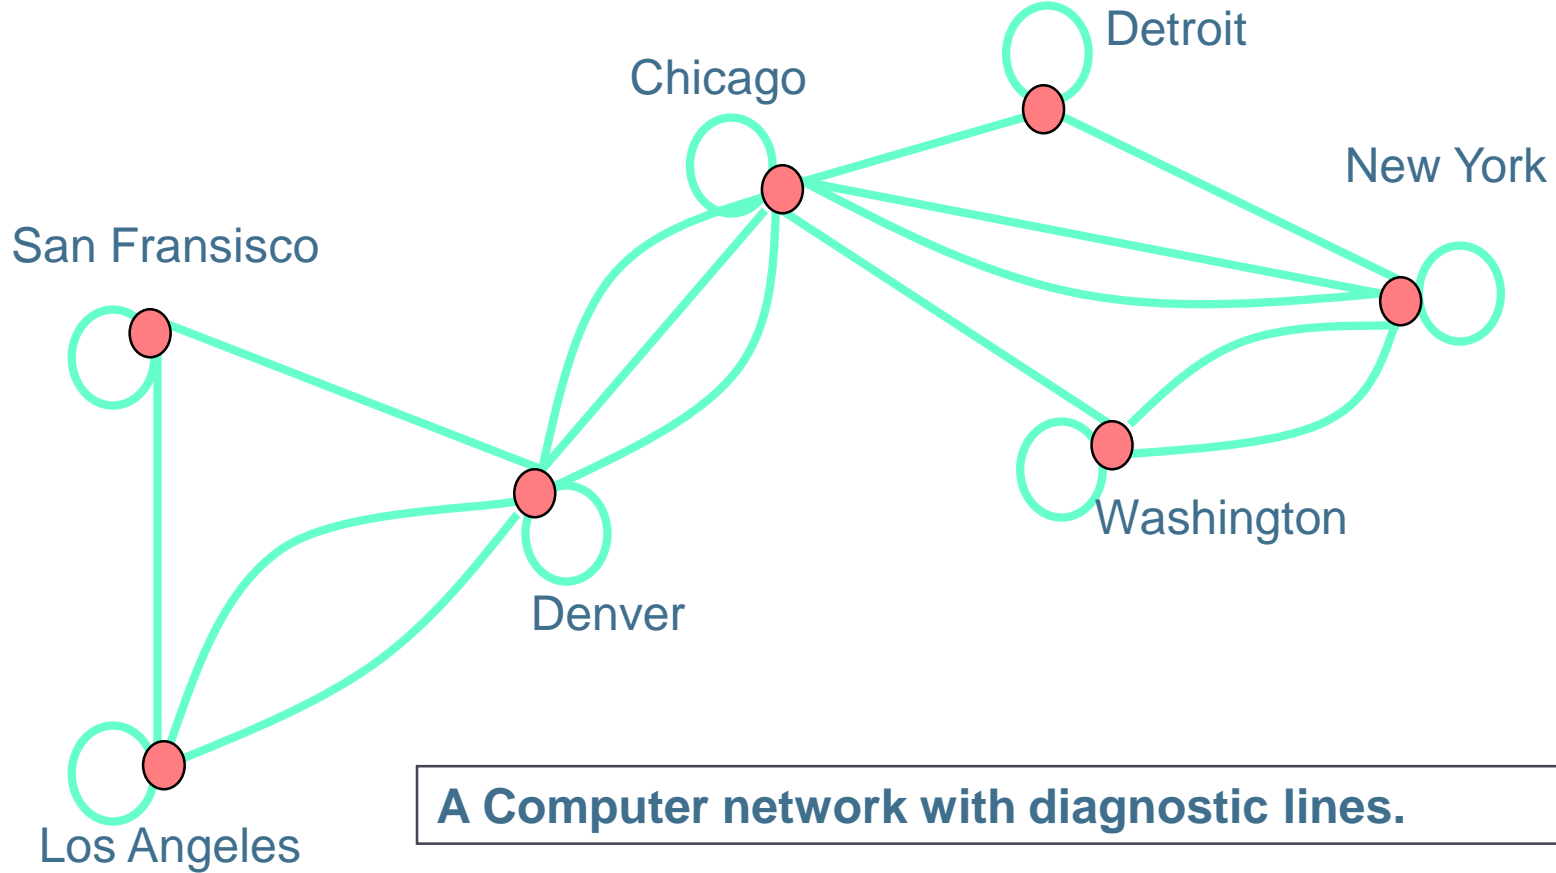 Detroit
Chicago
New York
San Fransisco
Washington
Denver
A Computer network with diagnostic lines.
Los Angeles